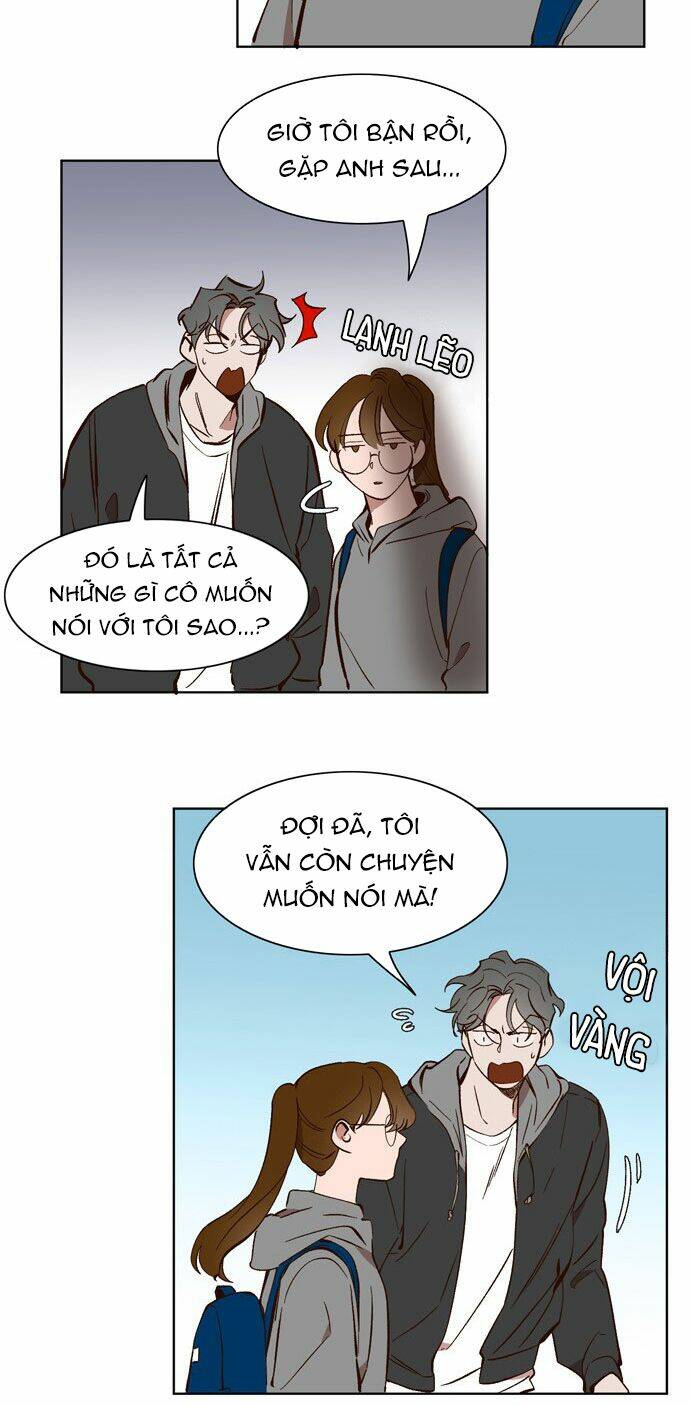 GIỜ TÔI BẬN RỒI,
GẶP ANH SAU...
LẠNH LẼO
ĐÓ LÀ TẤT CẢ
NHỮNG GÌ CÔ MUỐN
NÓI VỚI TÔI SAO...?
ĐỢI ĐÃ, TÔI
VẪN CÒN CHUYỆN
MUỐN NÓI MÀ!
VỘI
VÀNG